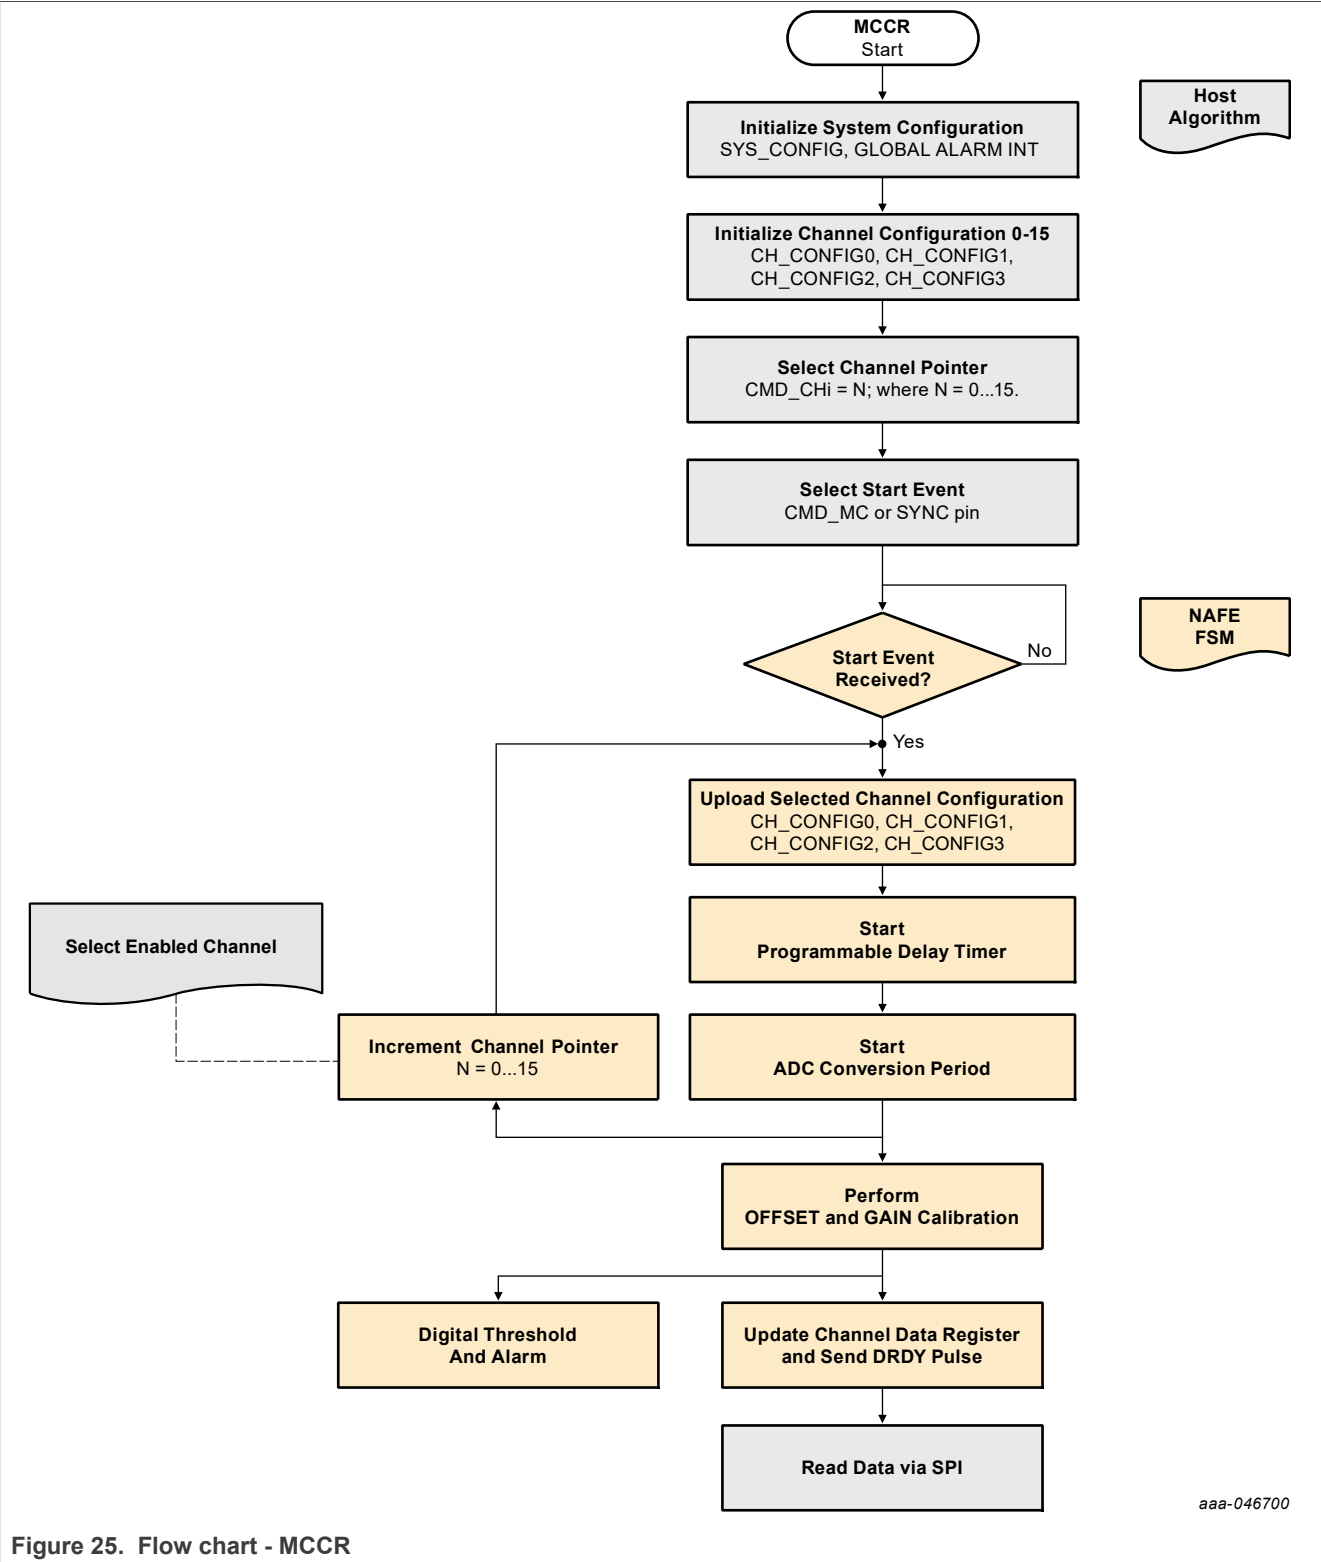 MCCR
Start
Host
Algorithm
Initialize System Configuration
SYS_CONFIG, GLOBAL ALARM INT
Initialize Channel Configuration 0-15
CH_CONFIG0, CH_CONFIG1,
CH_CONFIG2, CH_CONFIG3
Select Channel Pointer
CMD_CHi = N; where N = 0...15.
Select Start Event
CMD_MC or SYNC pin
NAFE
FSM
Start Event
Received?
No
Yes
Upload Selected Channel Configuration
CH_CONFIG0, CH_CONFIG1,
CH_CONFIG2, CH_CONFIG3
Start
Programmable Delay Timer
Select Enabled Channel
Increment Channel Pointer
N = 0...15
Start
ADC Conversion Period
Perform
OFFSET and GAIN Calibration
Digital Threshold
And Alarm
Update Channel Data Register
and Send DRDY Pulse
Read Data via SPI
aaa-046700
Figure 25. Flow chart - MCCR